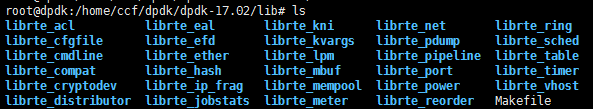 root@dpdk:/home/ccf/dpdk/dpdk-17.02/lib# ls
librte_acl librte_eal librte_kni librte_net librte_ring
librte_cfgfile librte_efd librte_kvargs librte_pdump librte_sched
librte_cmdline librte_ether librte_lpm librte_pipeline librte_table
librte_compat librte_hash librte_mbuf librte_port librte_timer
librte_cryptodev librte_ip_frag librte_mempool librte_power librte_vhost
librte_distributor librte_jobstats librte_meter librte_reorder Makefile